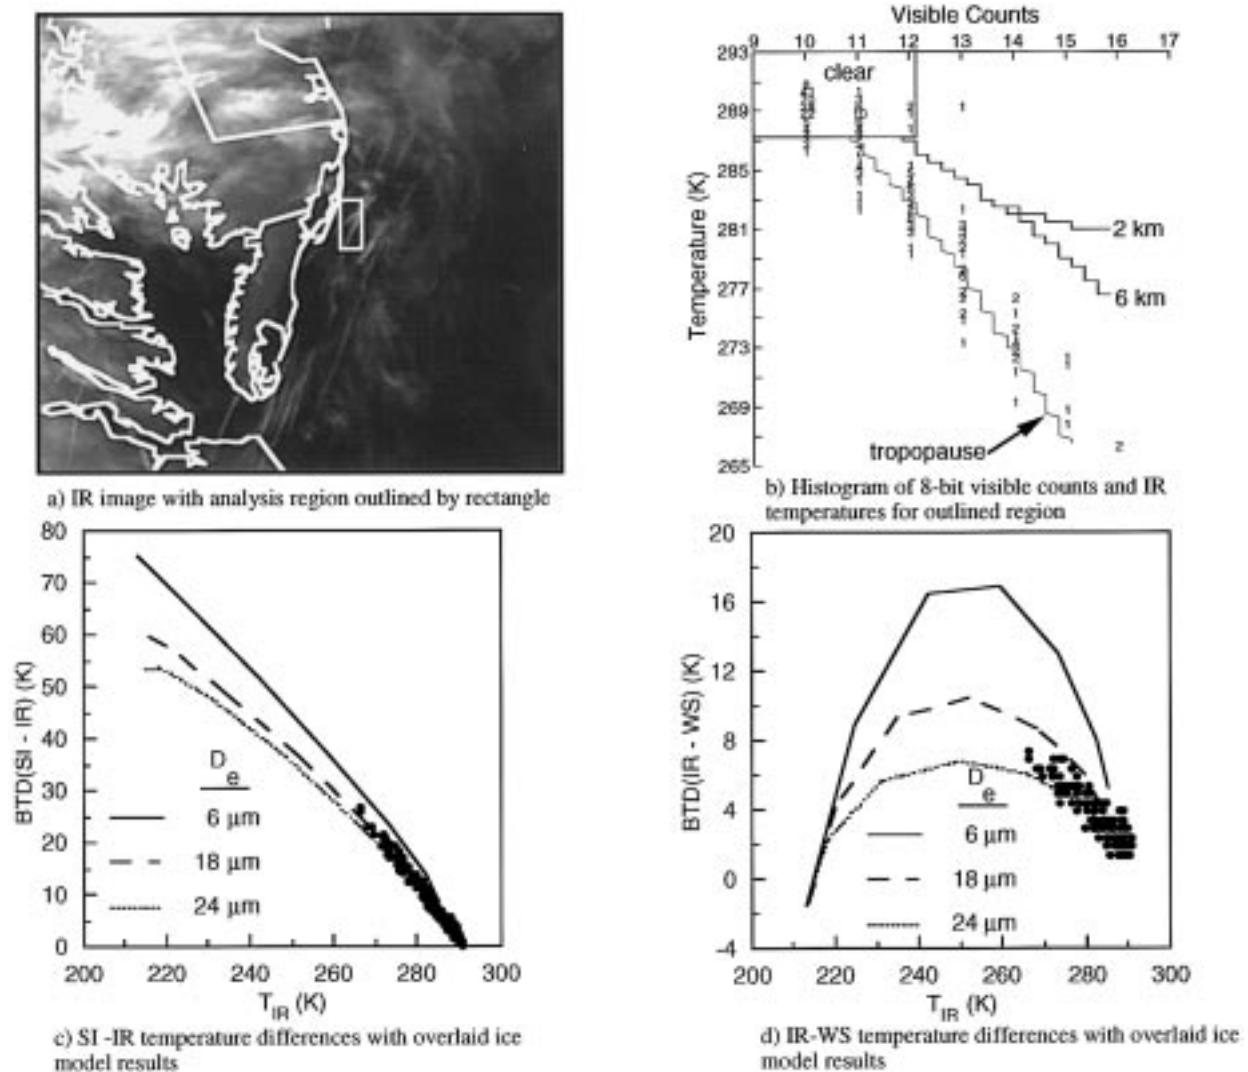 a) IR image with analysis region outlined by rectangle
Visible Counts
9 10 11 12 13 14 15 16 17
293
289
285
281
277
273
269
265
Temperature (K)
clear
2 km
6 km
tropopause
b) Histogram of 8-bit visible counts and IR
temperatures for outlined region
80
70
60
50
40
30
20
10
0
BTD(SI - IR) (K)
De
6 μm
18 μm
24 μm
200 220 240 260 280 300
TIR (K)
c) SI -IR temperature differences with overlaid ice
model results
20
16
12
8
4
0
-4
BTD(IR - WS) (K)
De
6 μm
18 μm
24 μm
200 220 240 260 280 300
TIR (K)
d) IR-WS temperature differences with overlaid ice
model results